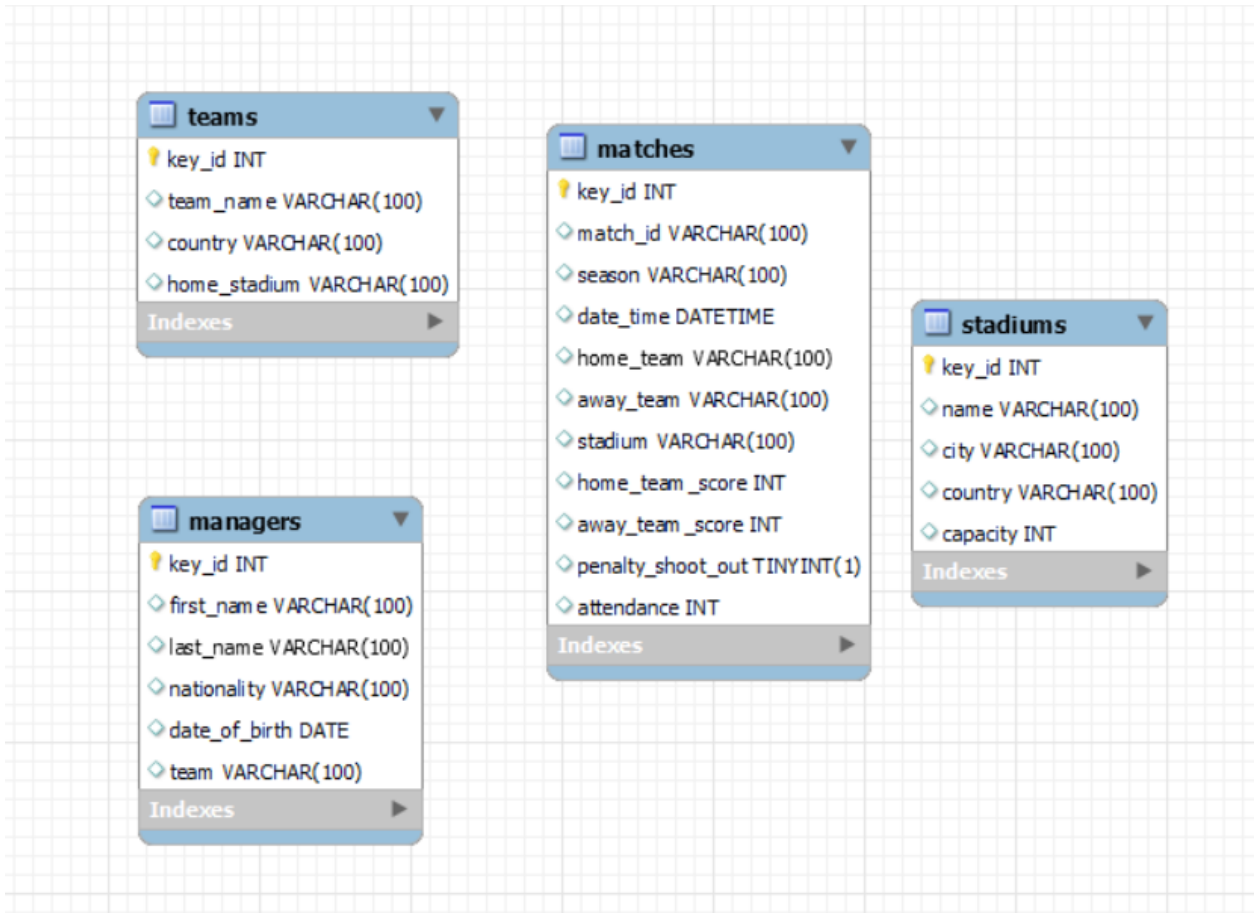 teams
key_id INT
team_name VARCHAR(100)
country VARCHAR(100)
home_stadium VARCHAR(100)
Indexes
managers
key_id INT
first_name VARCHAR(100)
last_name VARCHAR(100)
nationality VARCHAR(100)
date_of_birth DATE
team VARCHAR(100)
Indexes
matches
key_id INT
match_id VARCHAR(100)
season VARCHAR(100)
date_time DATETIME
home_team VARCHAR(100)
away_team VARCHAR(100)
stadium VARCHAR(100)
home_team_score INT
away_team_score INT
penalty_shoot_out TINYINT(1)
attendance INT
Indexes
stadiums
key_id INT
name VARCHAR(100)
city VARCHAR(100)
country VARCHAR(100)
capacity INT
Indexes